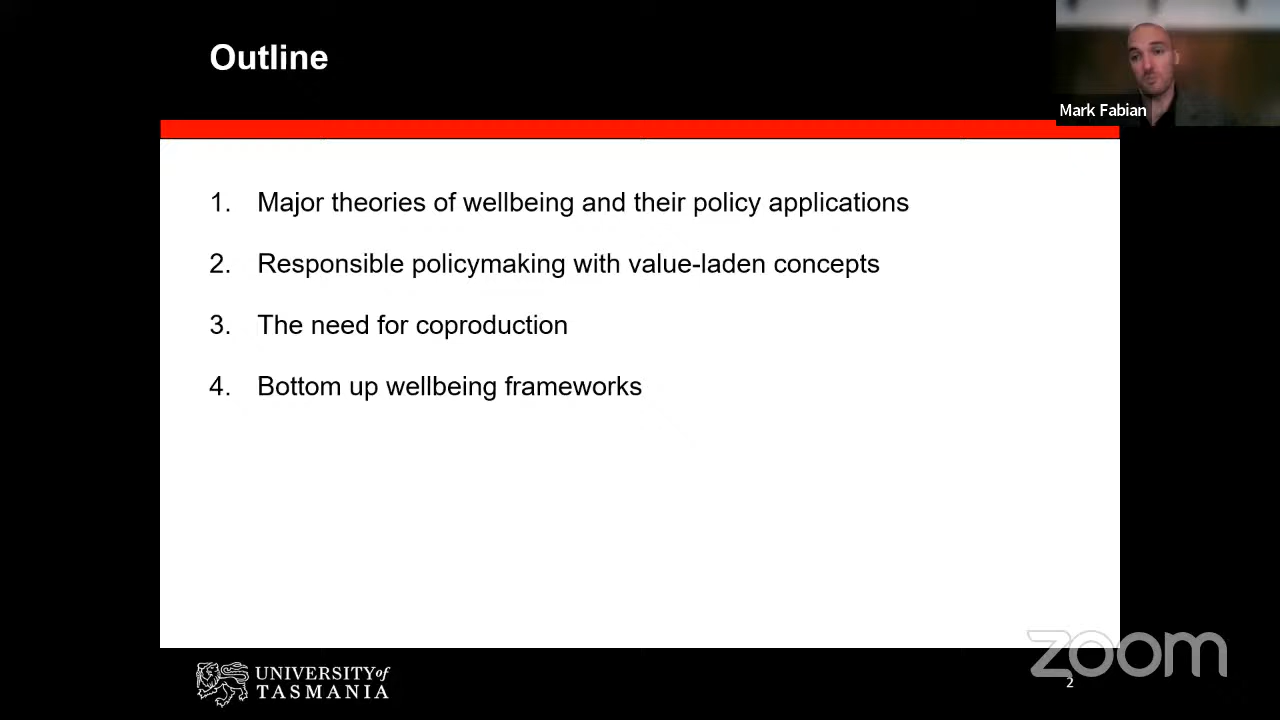 Outline
Mark Fabian
1. Major theories of wellbeing and their policy applications
2. Responsible policymaking with value-laden concepts
3. The need for coproduction
4. Bottom up wellbeing frameworks
UNIVERSITY of
TASMANIA
zoom
2